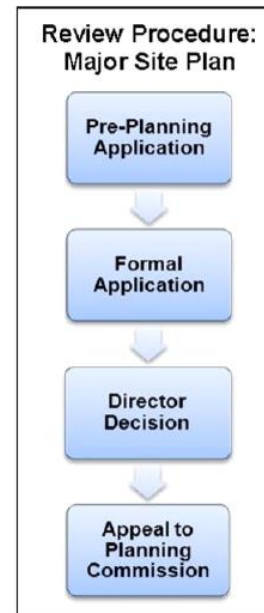 Review Procedure:
Major Site Plan
Pre-Planning
Application
Formal
Application
Director
Decision
Appeal to
Planning
Commission